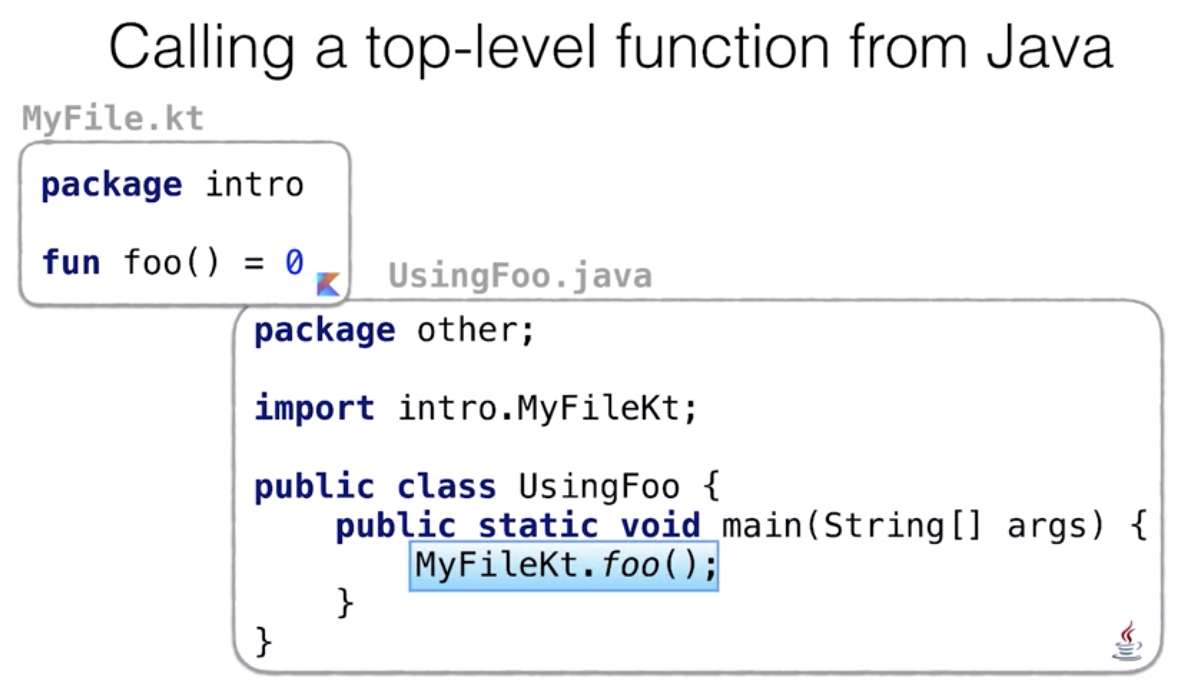 Calling a top-level function from Java
MyFile.kt
package intro
fun foo() = 0
UsingFoo.java
package other;
import intro.MyFileKt;
public class UsingFoo {
public static void main(String[] args) {
MyFileKt.foo();
}
}